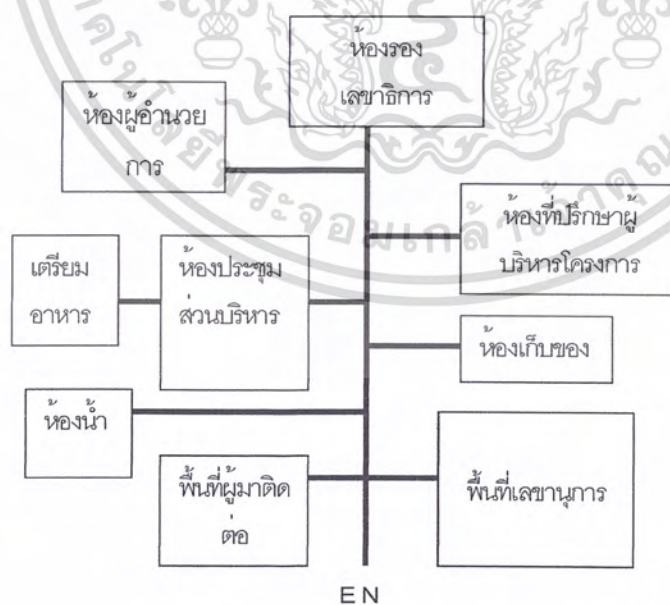 ห้องรอง
เลขาธิการ
ห้องผู้อำนวย
การ
ห้องที่ปรึกษาผู้
บริหารโครงการ
เตรียม
อาหาร
ห้องประชุม
ส่วนบริหาร
ห้องเก็บของ
ห้องน้ำ
พื้นที่ผู้มาติด
ต่อ
พื้นที่เลขานุการ
EN